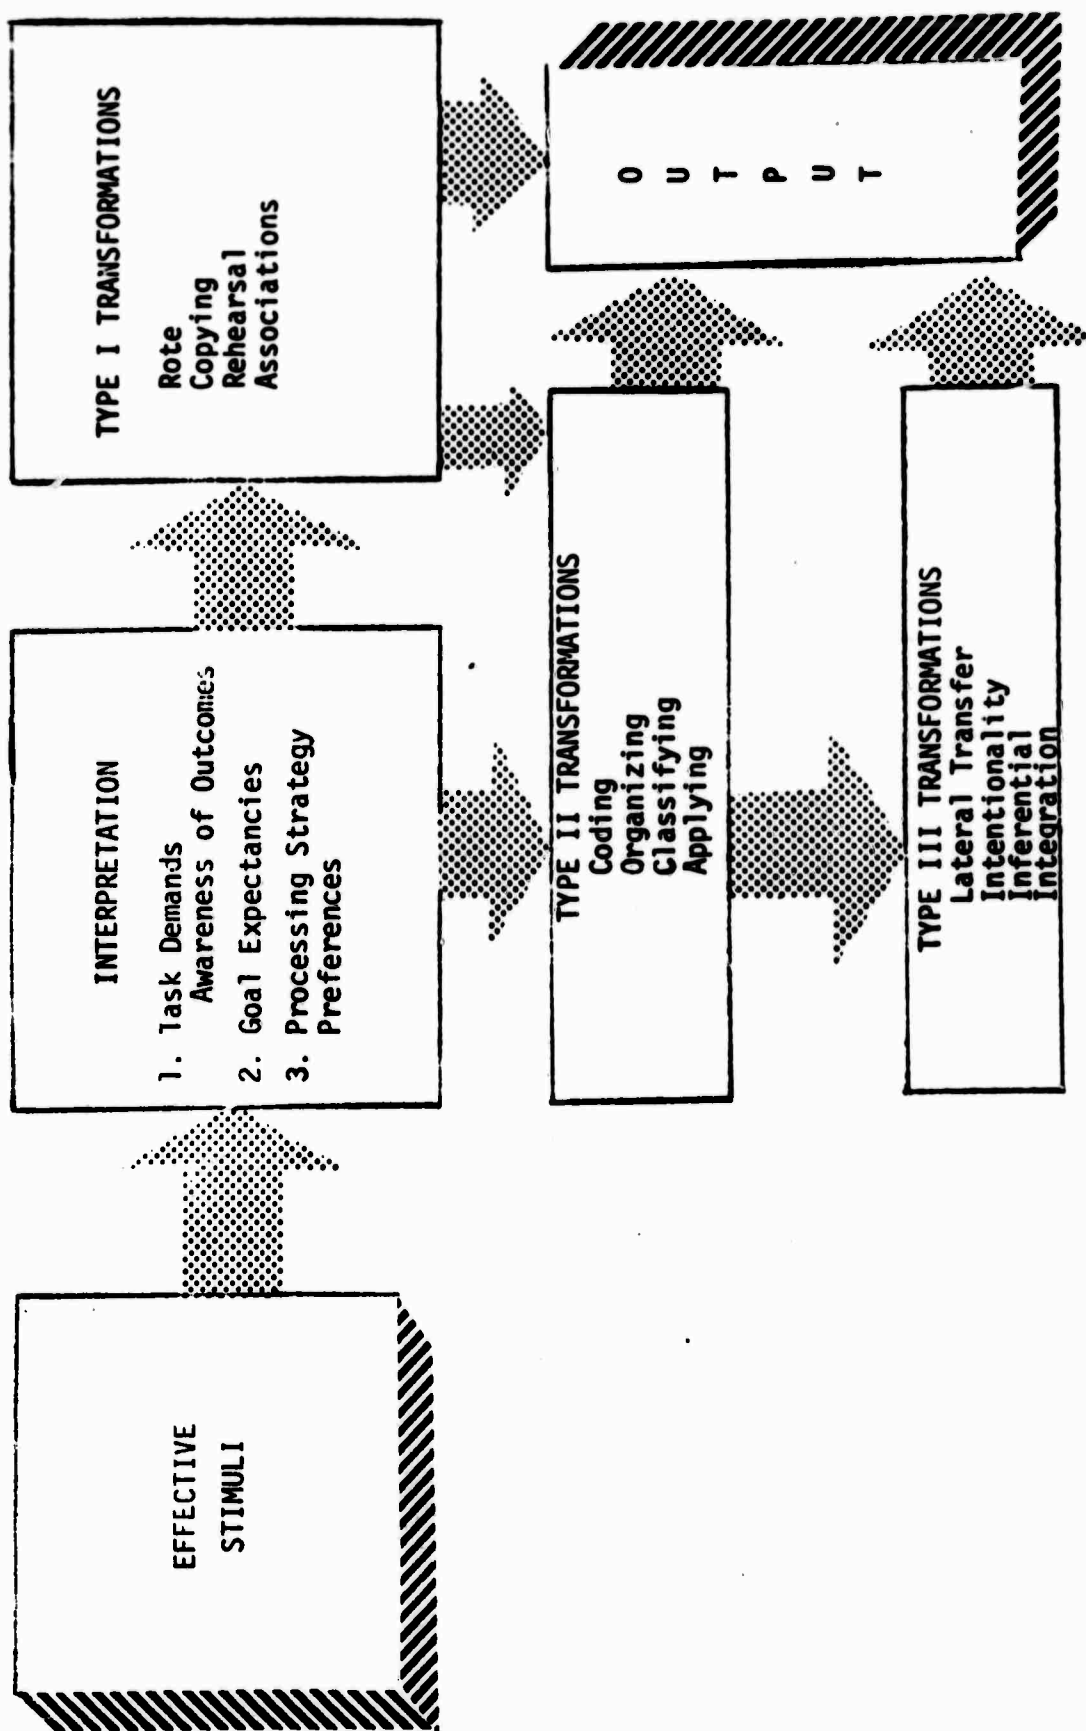 EFFECTIVE
STIMULI
INTERPRETATION
1. Task Demands
Awareness of Outcomes
2. Goal Expectancies
3. Processing Strategy
Preferences
TYPE I TRANSFORMATIONS
Rote
Copying
Rehearsal
Associations
TYPE II TRANSFORMATIONS
Coding
Organizing
Classifying
Applying
TYPE III TRANSFORMATIONS
Lateral Transfer
Intentionality
Inferential
Integration
O
U
T
P
U
T